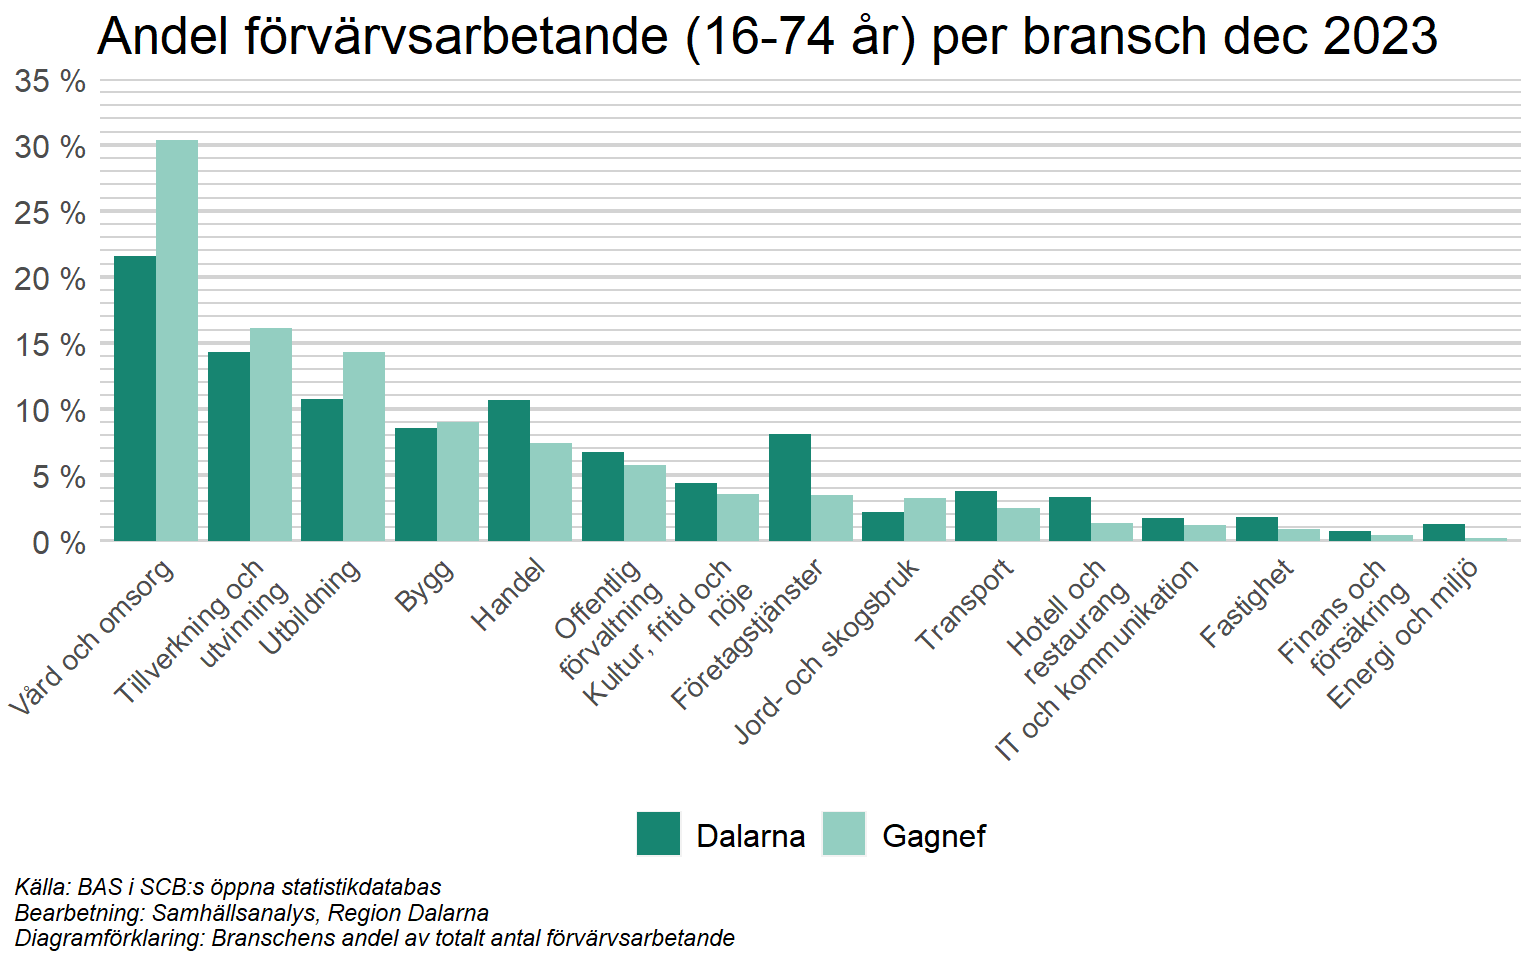 Andel förvärvsarbetande (16-74 år) per bransch dec 2023
35 %
30 %
25 %
20 %
15 %
10 %
5 %
0 %
Vård och omsorg
Tillverkning och
utvinning
Utbildning
Bygg
Handel
Offentlig
förvaltning
Kultur, fritid och
nöje
Företagstjänster
Jord- och skogsbruk
Transport
Hotell och
restaurang
IT och kommunikation
Fastighet
Finans och
försäkring
Energi och miljö
Dalarna
Gagnef
Källa: BAS i SCB:s öppna statistikdatabas
Bearbetning: Samhällsanalys, Region Dalarna
Diagramförklaring: Branschens andel av totalt antal förvärvsarbetande